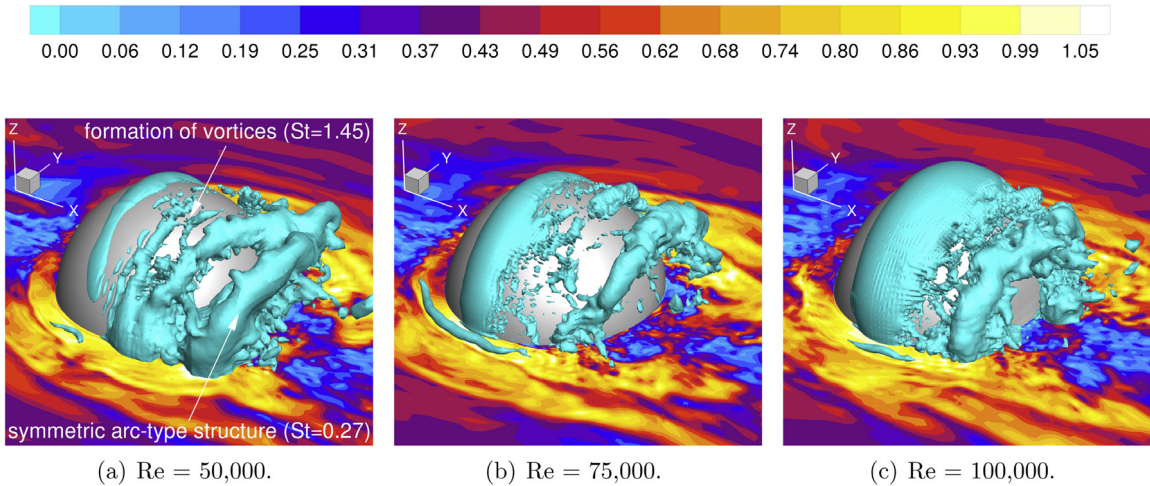 0.00 0.06 0.12 0.19 0.25 0.31 0.37 0.43 0.49 0.56 0.62 0.68 0.74 0.80 0.86 0.93 0.99 1.05
Z
Y
X
formation of vortices (St=1.45)
symmetric arc-type structure (St=0.27)
Z
Y
X
Z
Y
X
(a) Re = 50,000.
(b) Re = 75,000.
(c) Re = 100,000.